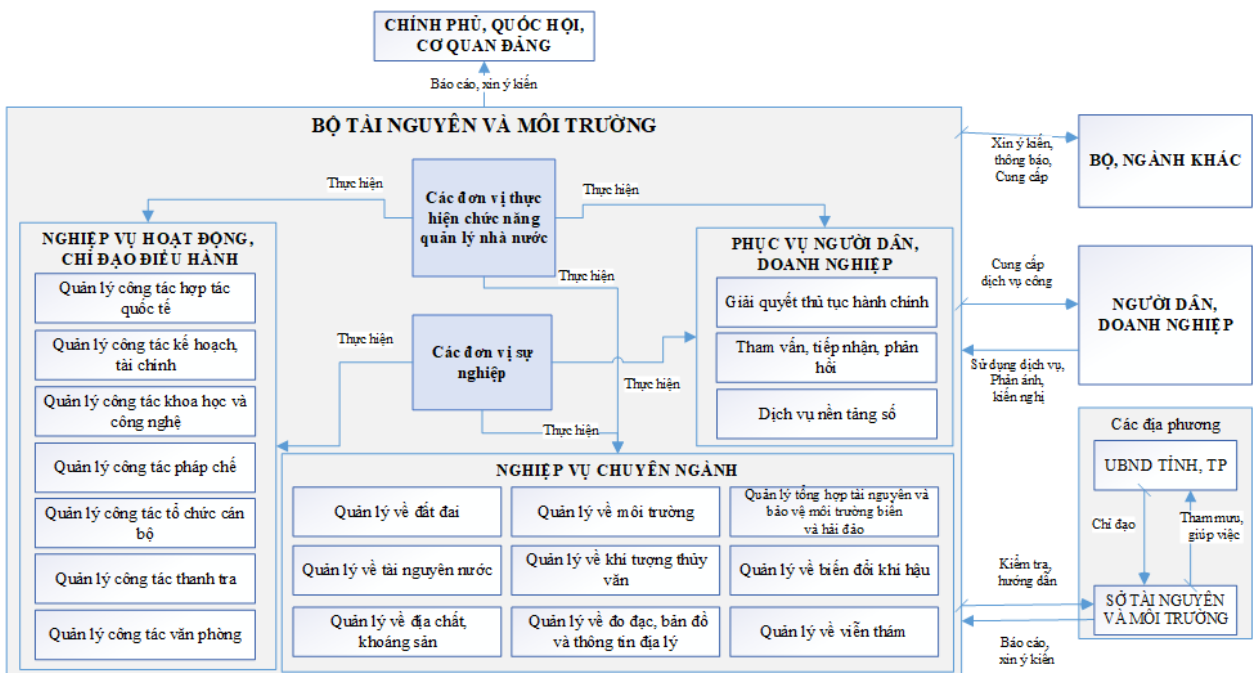 CHÍNH PHỦ, QUỐC HỘI,
CƠ QUAN ĐẢNG
Báo cáo, xin ý kiến
BỘ TÀI NGUYÊN VÀ MÔI TRƯỜNG
Xin ý kiến,
thông báo,
Cung cấp
BỘ, NGÀNH KHÁC
Thực hiện
Các đơn vị thực
hiện chức năng
quản lý nhà nước
Thực hiện
Thực hiện
NGHIỆP VỤ HOẠT ĐỘNG,
CHỈ ĐẠO ĐIỀU HÀNH
Quản lý công tác hợp tác
quốc tế
Quản lý công tác kế hoạch,
tài chính
Quản lý công tác khoa học và
công nghệ
Quản lý công tác pháp chế
Quản lý công tác tổ chức cán
bộ
Quản lý công tác thanh tra
Quản lý công tác văn phòng
Thực hiện
Các đơn vị sự
nghiệp
Thực hiện
Thực hiện
PHỤC VỤ NGƯỜI DÂN,
DOANH NGHIỆP
Giải quyết thủ tục hành chính
Tham vấn, tiếp nhận, phản
hồi
Dịch vụ nền tảng số
Cung cấp
dịch vụ công
NGƯỜI DÂN,
DOANH NGHIỆP
Sử dụng dịch vụ,
Phản ánh,
kiến nghị
NGHIỆP VỤ CHUYÊN NGÀNH
Quản lý về đất đai
Quản lý về môi trường
Quản lý tổng hợp tài nguyên và
bảo vệ môi trường biển
và hải đảo
Quản lý về tài nguyên nước
Quản lý về khí tượng thủy
văn
Quản lý về biến đổi khí hậu
Quản lý về địa chất,
khoáng sản
Quản lý về đo đạc, bản đồ
và thông tin địa lý
Quản lý về viễn thám
Các địa phương
UBND TỈNH, TP
Chỉ đạo
Tham mưu,
giúp việc
Kiểm tra,
hướng dẫn
SỞ TÀI NGUYÊN
VÀ MÔI TRƯỜNG
Báo cáo,
xin ý kiến